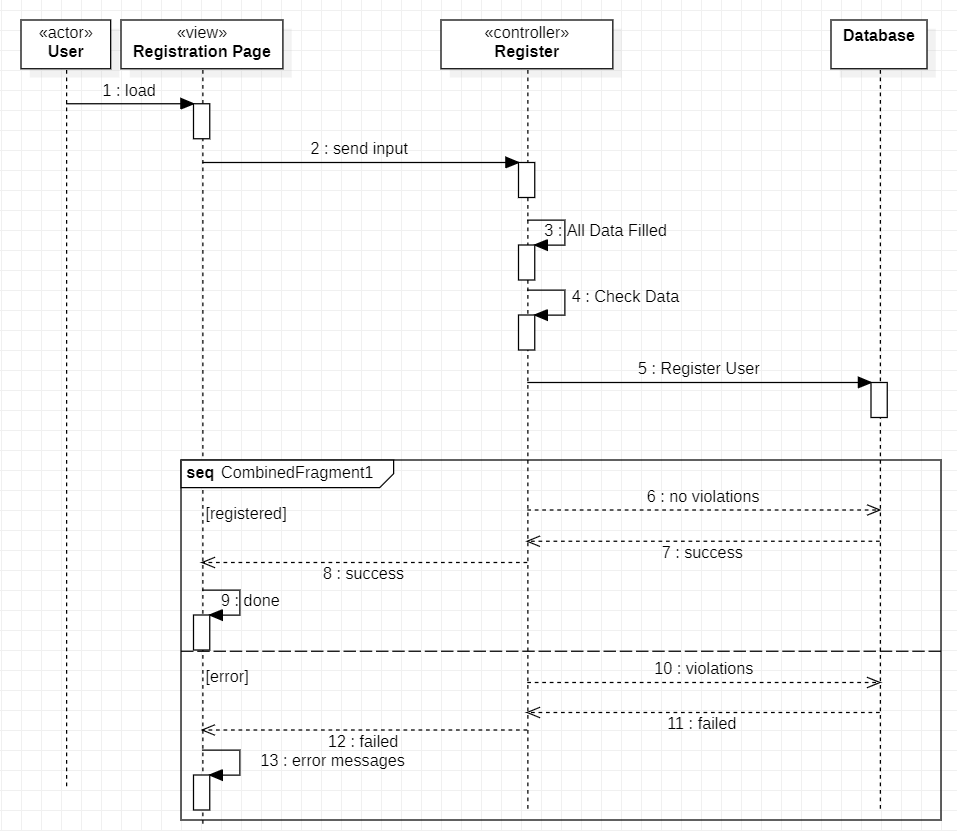 «actor»
User
«view»
Registration Page
«controller»
Register
Database
1 : load
2 : send input
3 : All Data Filled
4 : Check Data
5 : Register User
seq CombinedFragment1
6 : no violations
[registered]
7 : success
8 : success
9 : done
10 : violations
[error]
11 : failed
12 : failed
13 : error messages